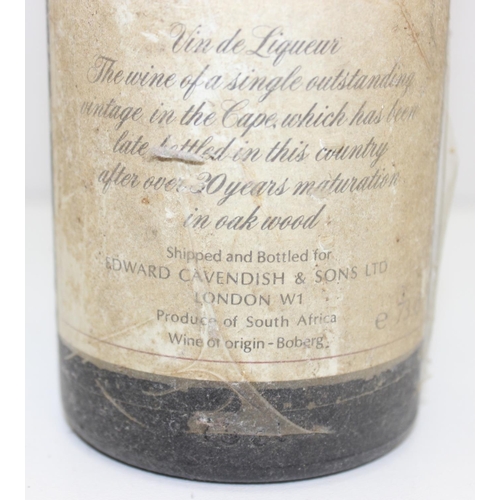 Vin de Liqueur
The wine of a single outstanding
vintage in the Cape, which has been
late bottled in this country
after over 30 years maturation
in oak wood.
Shipped and Bottled for
EDWARD CAVENDISH & SONS LTD
LONDON W1
Produce of South Africa
e
Wine of origin - Boberg